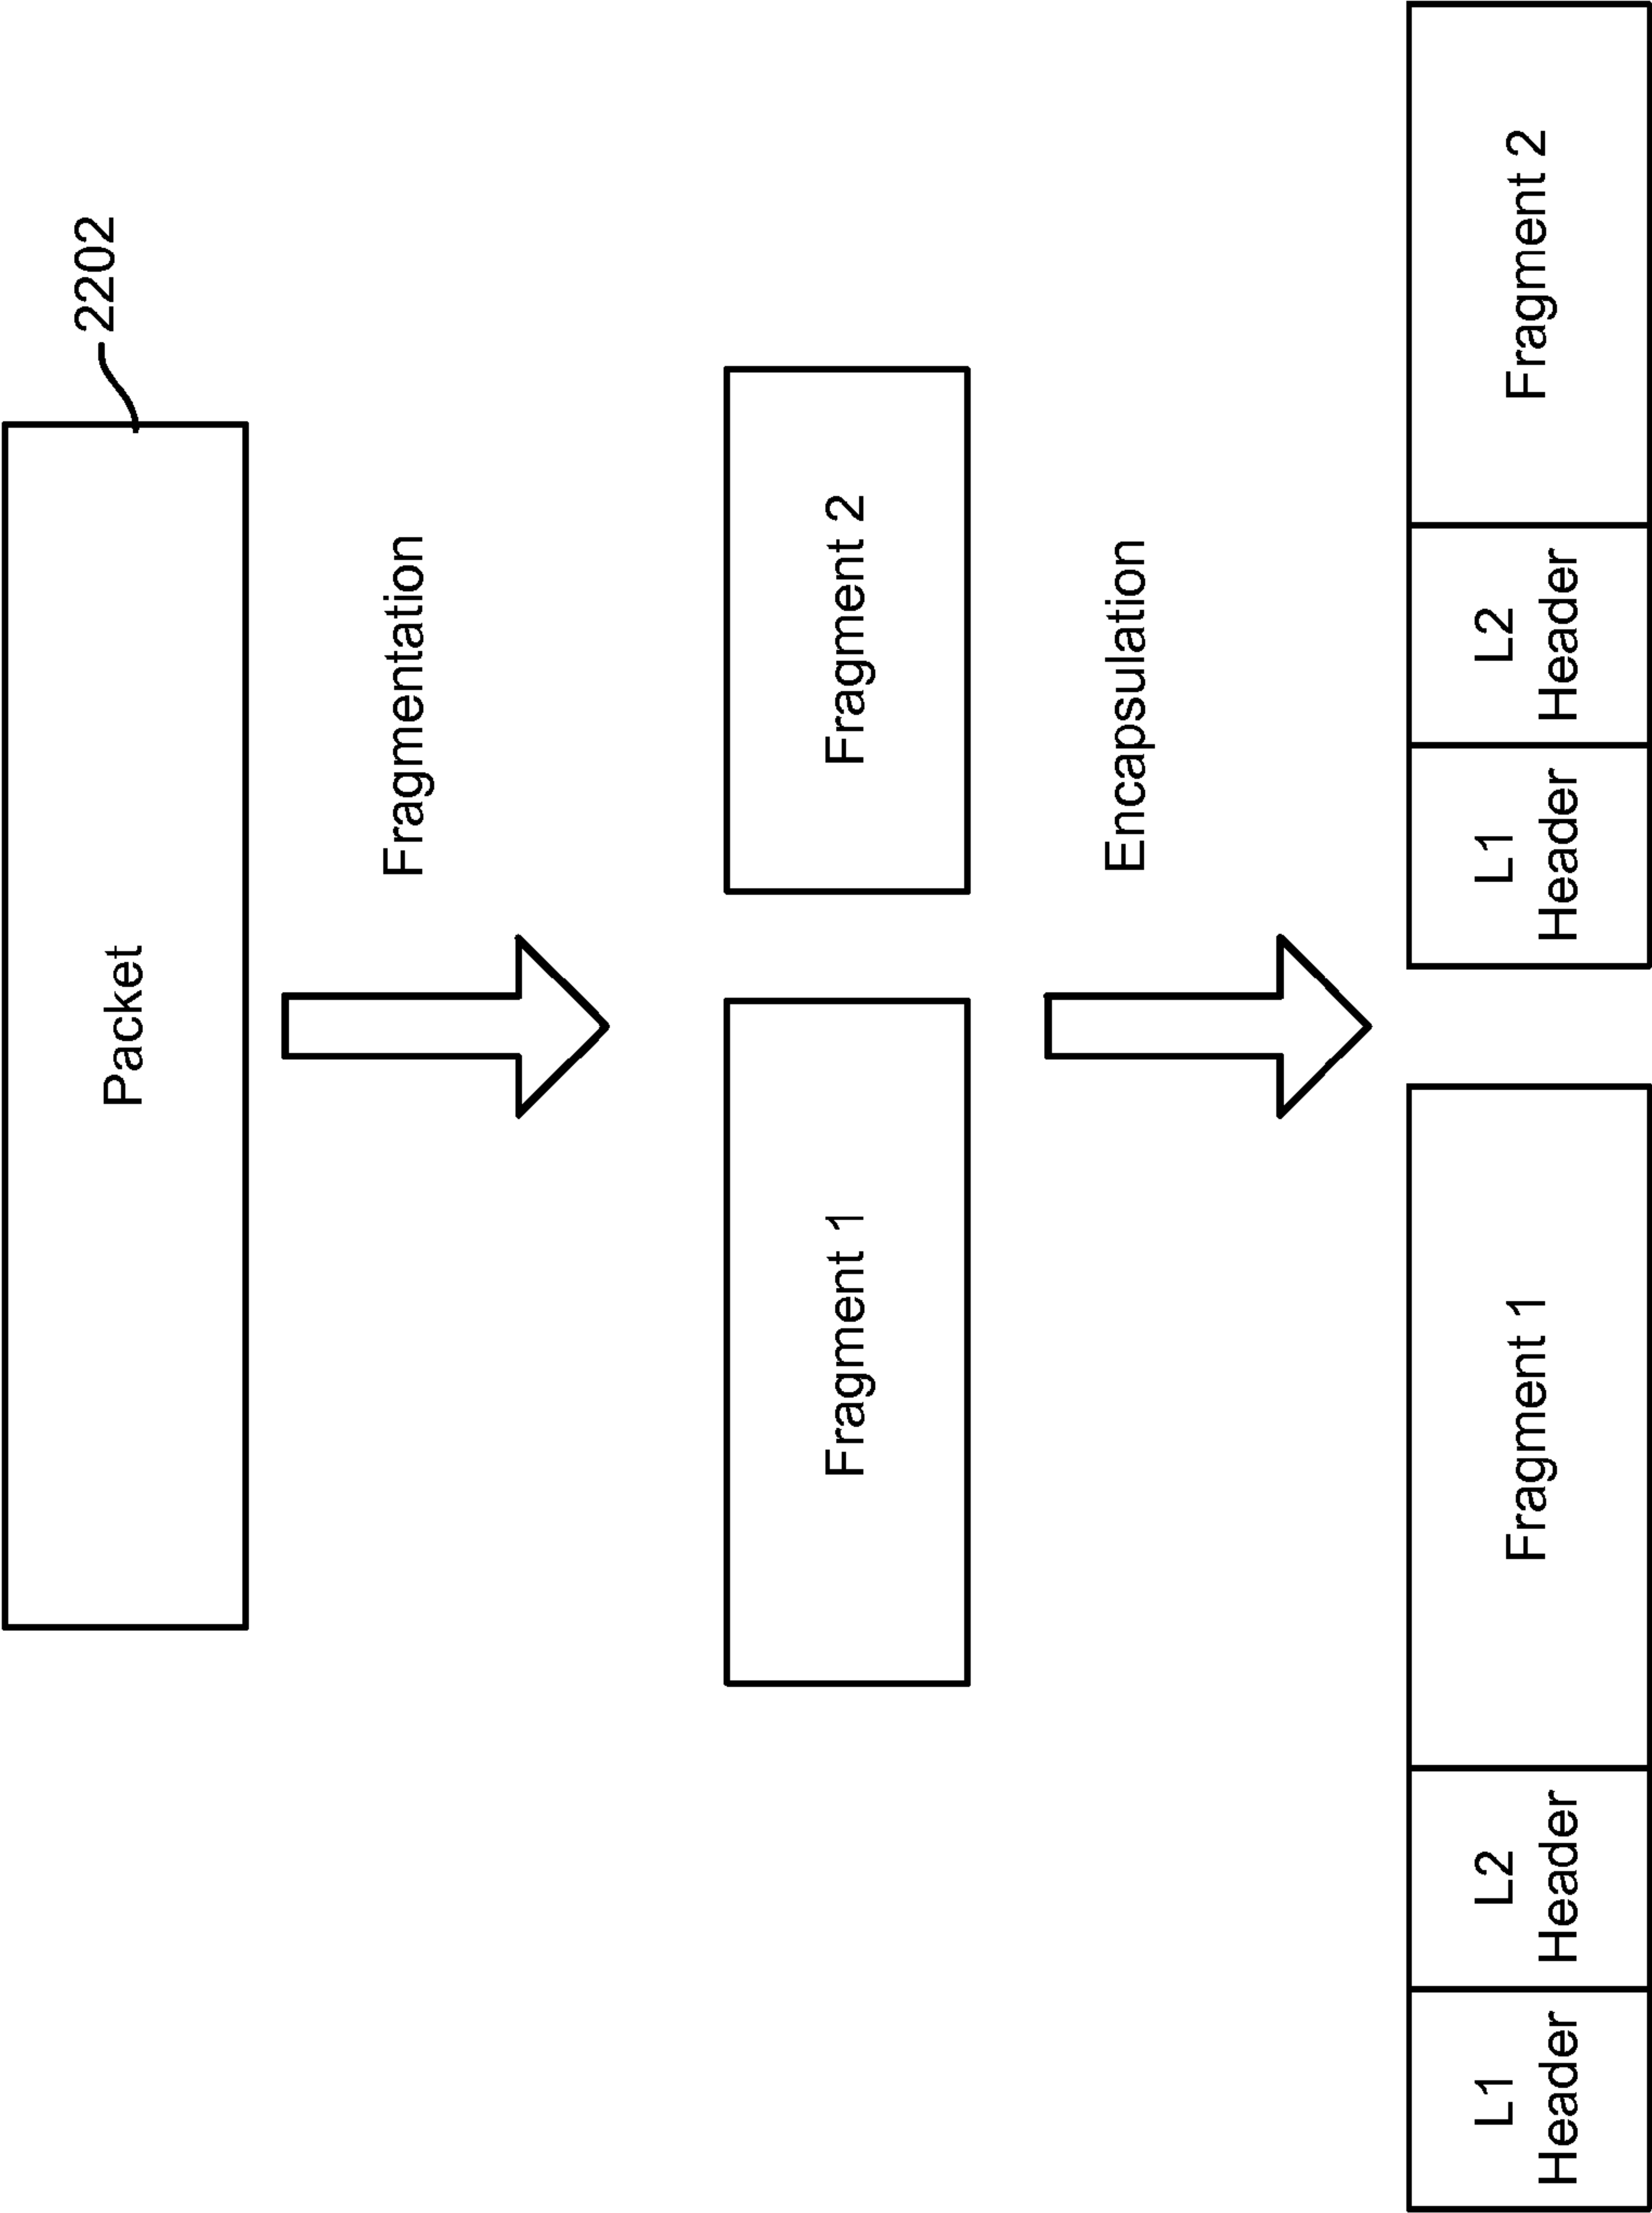 Packet
2202
Fragmentation
Fragment 1
Fragment 2
Encapsulation
L1
Header
L2
Header
Fragment 1
L1
Header
L2
Header
Fragment 2